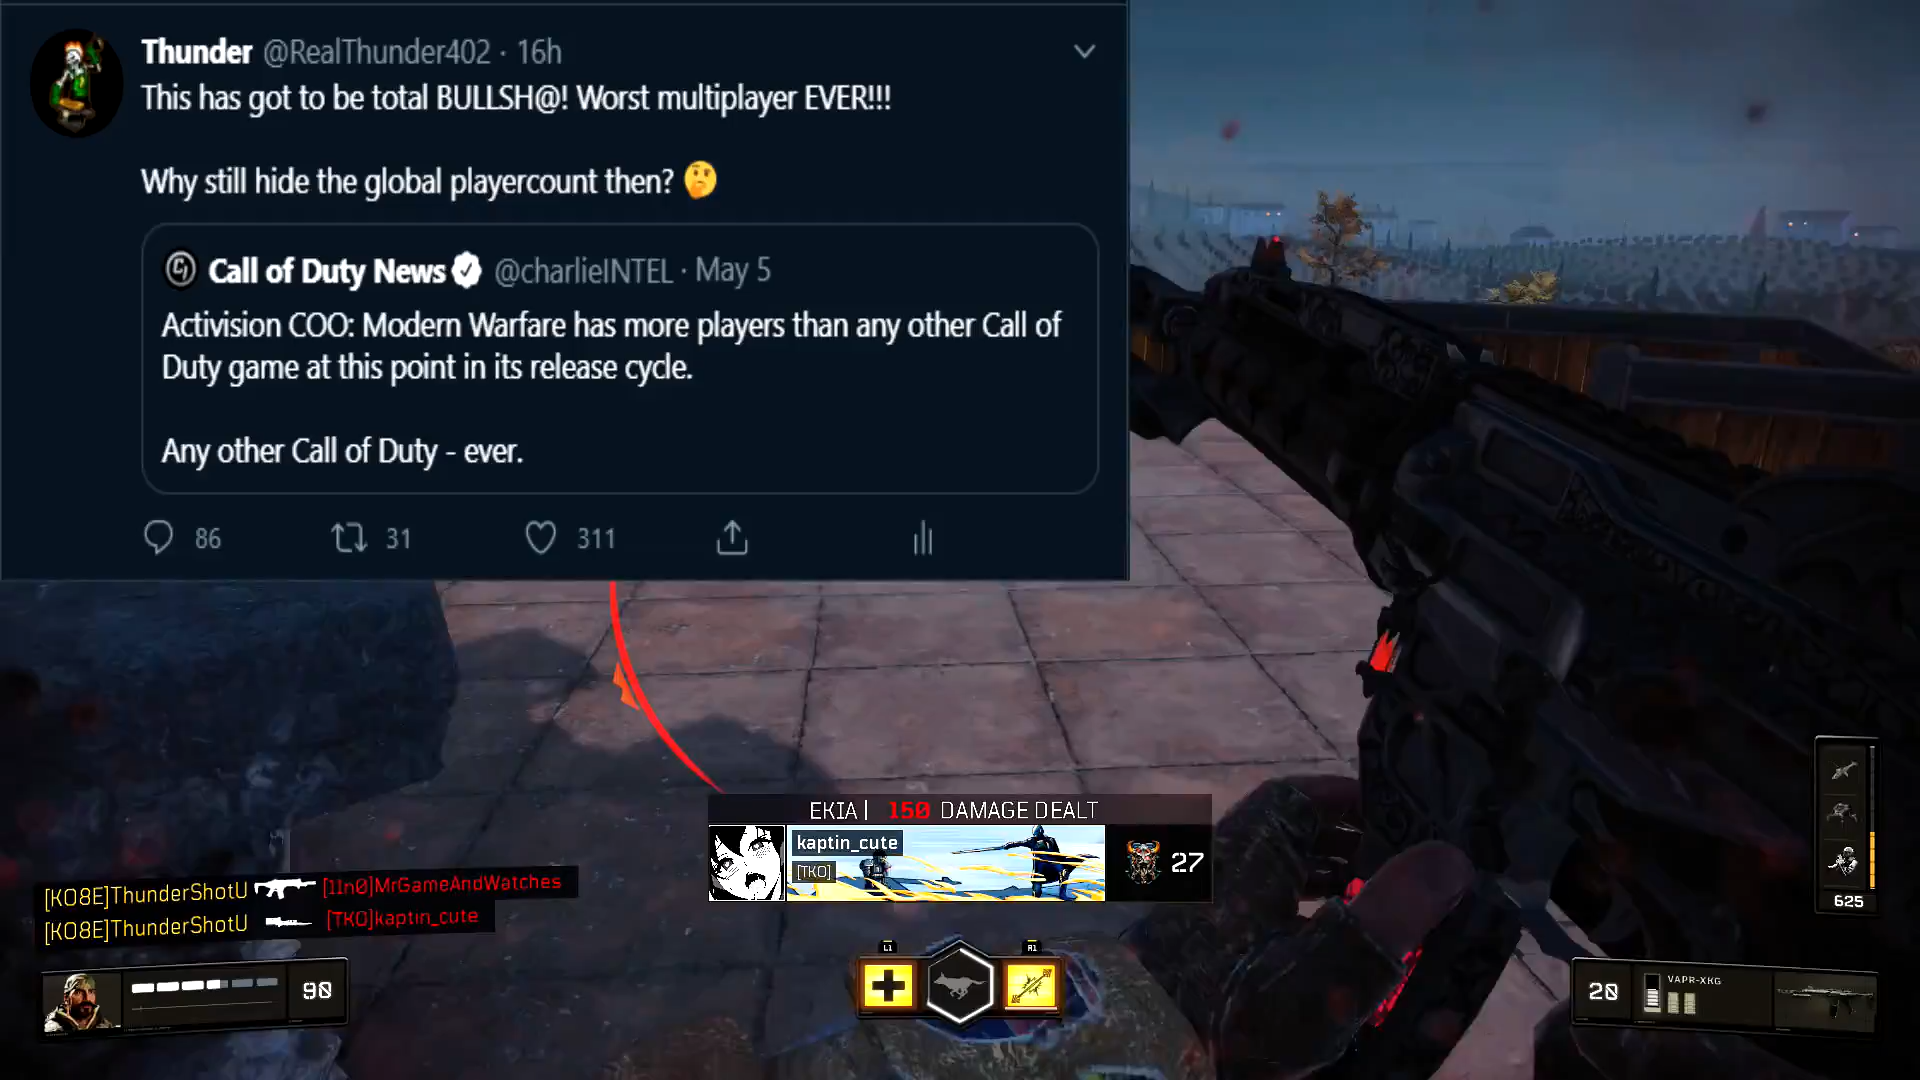 Thunder @RealThunder402 · 16h
This has got to be total BULLSH@! Worst multiplayer EVER!!!
Why still hide the global playercount then? 🤔
Call of Duty News @charlieINTEL · May 5
Activision COO: Modern Warfare has more players than any other Call of
Duty game at this point in its release cycle.
Any other Call of Duty - ever.
86 31 311
EKIA | 150 DAMAGE DEALT
kaptin_cute
[TKO]
27
[KO8E]ThunderShotU [11n0]MrGameAndWatches
[KO8E]ThunderShotU [TKO]kaptin_cute
90
L1
R1
625
20
VAPR-XKG